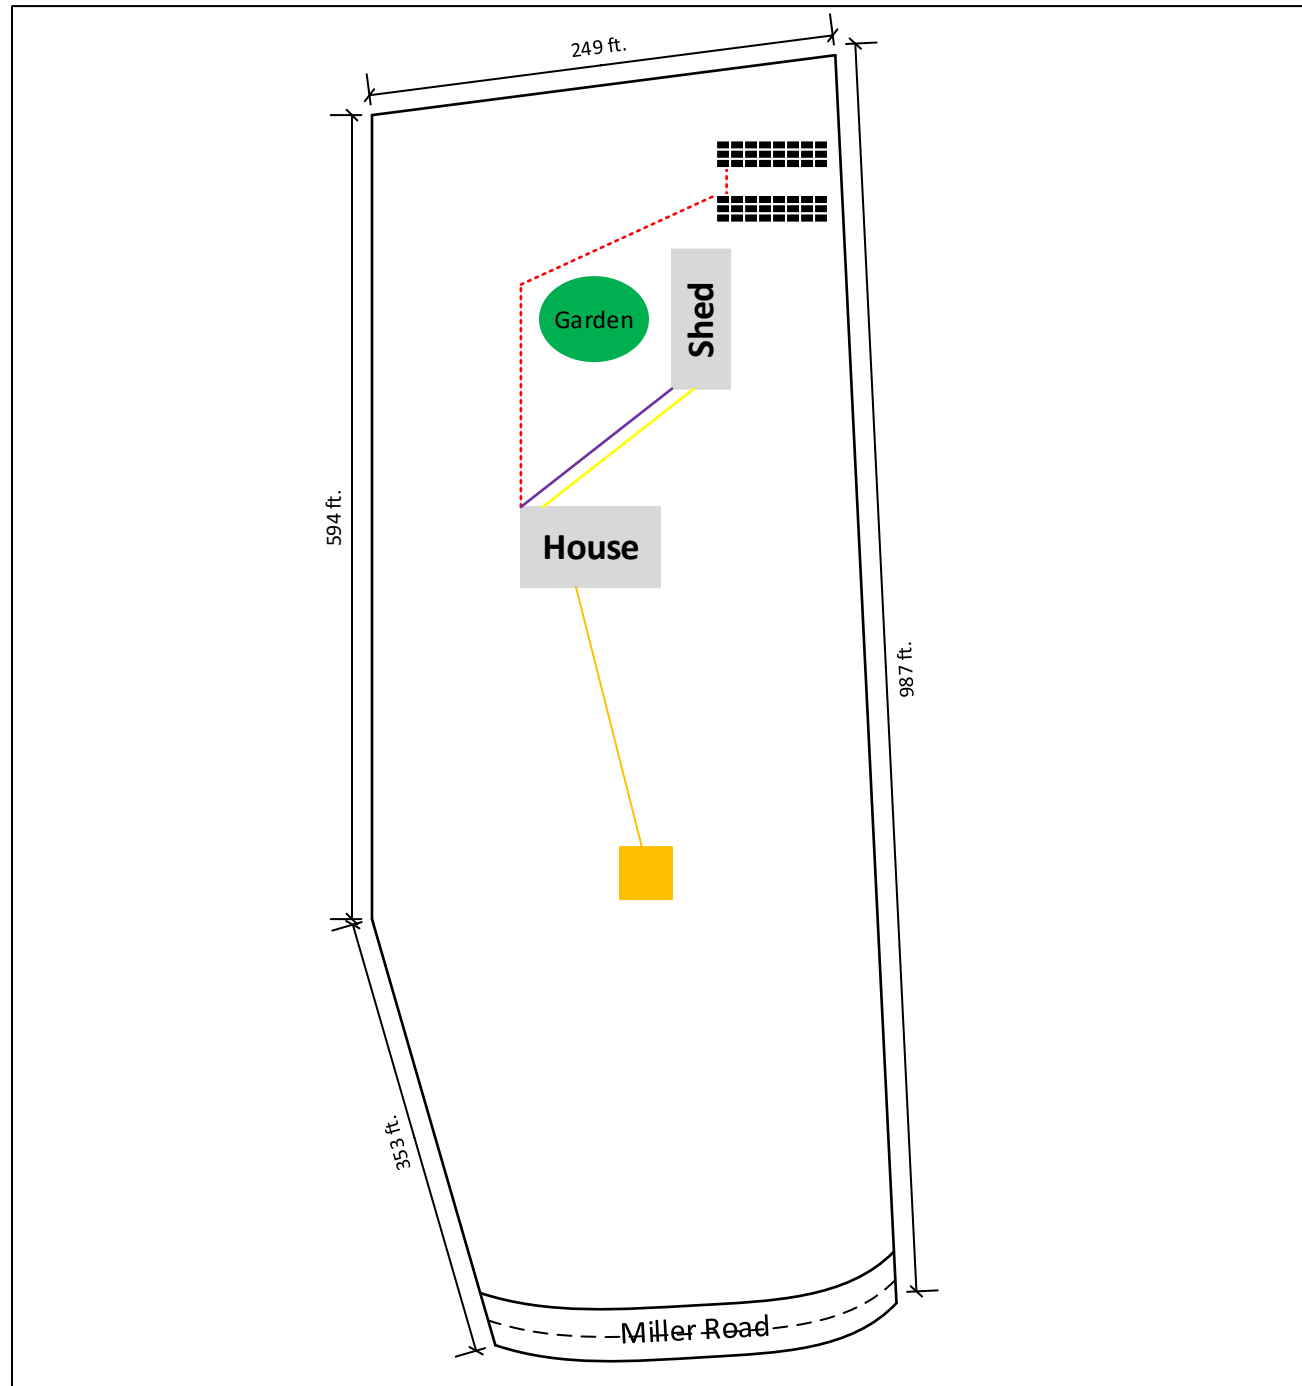 249 ft.
Garden
Shed
594 ft.
House
987 ft.
353 ft.
Miller Road